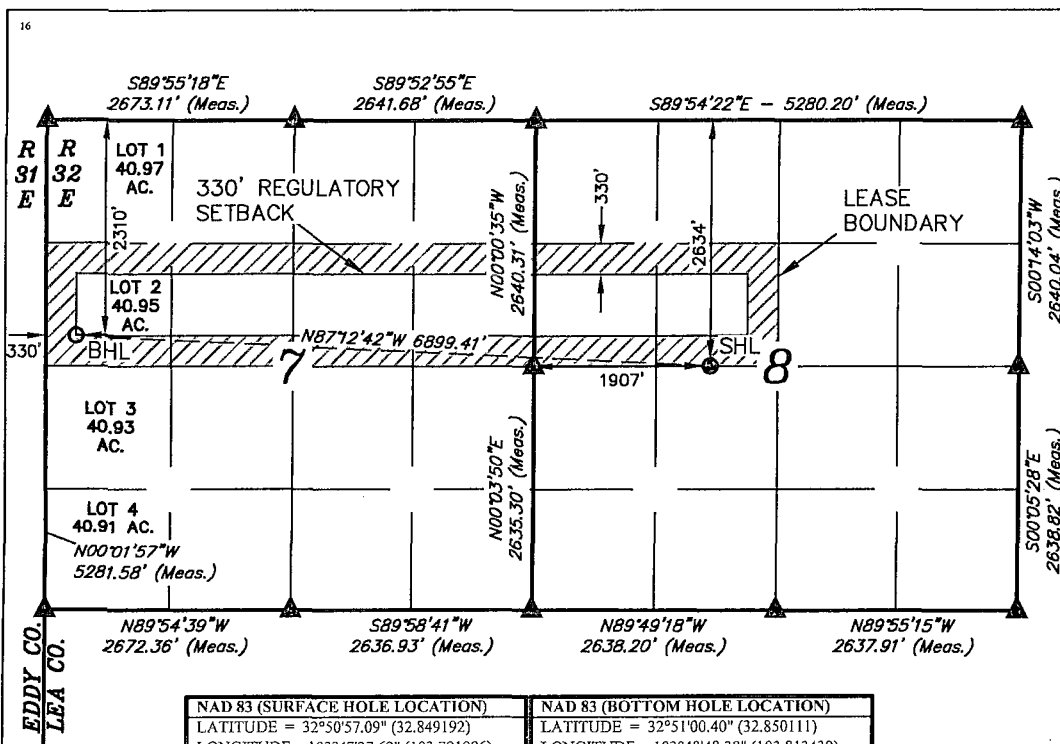 16
S89°55'18"E
2673.11' (Meas.)
S89°52'55"E
2641.68' (Meas.)
S89°54'22"E – 5280.20' (Meas.)
R R
31 32
E E
LOT 1
40.97
AC.
2310'
330' REGULATORY
SETBACK
N00°00'35"W
2640.31' (Meas.)
330'
2634'
LEASE
BOUNDARY
S00°14'03"W
2640.04' (Meas.)
LOT 2
40.95
AC.
330'
BHL
N87°12'42"W 6899.41'
7
SHL
8
1907'
LOT 3
40.93
AC.
N00°03'50"E
2635.30' (Meas.)
S00°05'28"E
2638.82' (Meas.)
LOT 4
40.91 AC.
N00°01'57"W
5281.58' (Meas.)
N89°54'39"W
2672.36' (Meas.)
S89°58'41"W
2636.93' (Meas.)
N89°49'18"W
2638.20' (Meas.)
N89°55'15"W
2637.91' (Meas.)
EDDY CO.
LEA CO.
NAD 83 (SURFACE HOLE LOCATION)
LATITUDE = 32°50'57.09" (32.849192)
NAD 83 (BOTTOM HOLE LOCATION)
LATITUDE = 32°51'00.40" (32.850111)